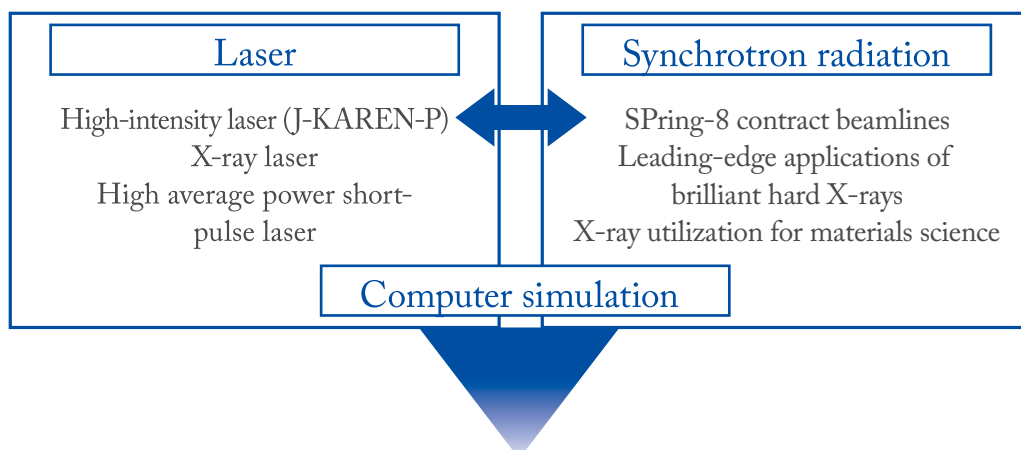 Laser
High-intensity laser (J-KAREN-P)
X-ray laser
High average power short-
pulse laser
Synchrotron radiation
SPring-8 contract beamlines
Leading-edge applications of
brilliant hard X-rays
X-ray utilization for materials science
Computer simulation